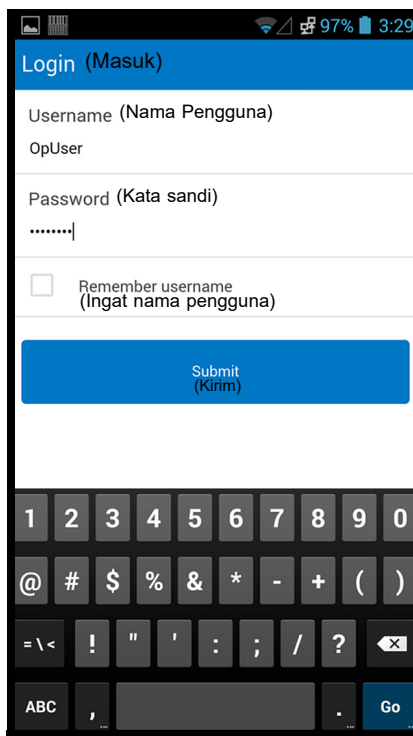 97% 3:29
Login (Masuk)
Username (Nama Pengguna)
OpUser
Password (Kata sandi)
••••••••
Remember username
(Ingat nama pengguna)
Submit
(Kirim)
1 2 3 4 5 6 7 8 9 0
@ # $ % & * - + ( )
= \ < ! " ' : ; / ?
ABC , . Go